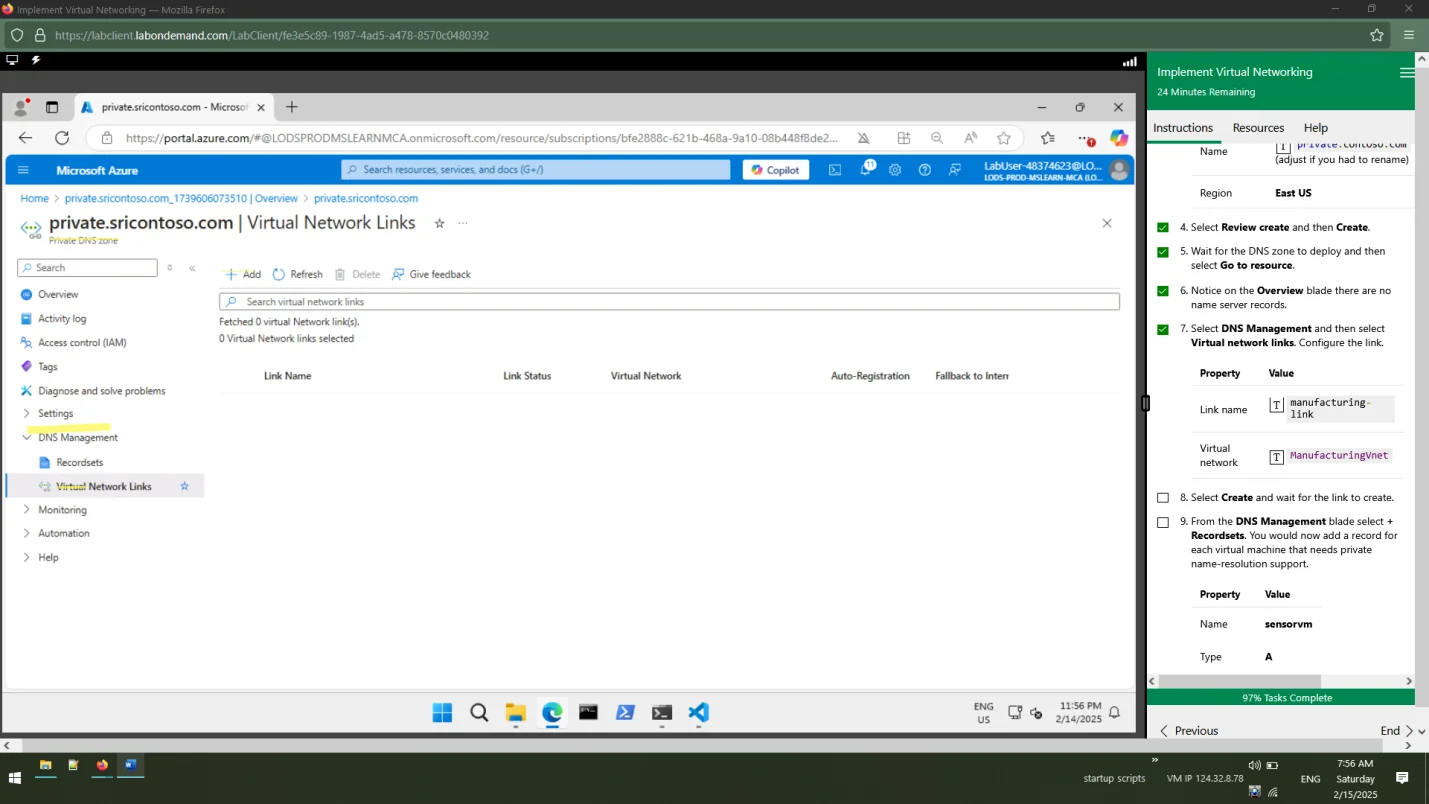 Implement Virtual Networking — Mozilla Firefox
https://labclient.labondemand.com/LabClient/fe3e5c89-1987-4ad5-a478-8570c0480392
private.sricontoso.com - Microsof
https://portal.azure.com/#@LODSPRODMSLEARNMCA.onmicrosoft.com/resource/subscriptions/bfe2888c-621b-468a-9a10-08b448f8de2...
Microsoft Azure
Search resources, services, and docs (G+/)
Copilot
11
LabUser-48374623@LO...
LODS-PROD-MSLEARN-MCA (LO...
Home > private.sricontoso.com_1739606073510 | Overview > private.sricontoso.com
private.sricontoso.com | Virtual Network Links
Private DNS zone
Search
Overview
Activity log
Access control (IAM)
Tags
Diagnose and solve problems
Settings
DNS Management
Recordsets
Virtual Network Links
Monitoring
Automation
Help
Add Refresh Delete Give feedback
Search virtual network links
Fetched 0 virtual Network link(s).
0 Virtual Network links selected
Link Name Link Status Virtual Network Auto-Registration Fallback to Intern
ENG
US
11:56 PM
2/14/2025
Implement Virtual Networking
24 Minutes Remaining
Instructions Resources Help
Name private.contoso.com
(adjust if you had to rename)
Region East US
4. Select Review create and then Create.
5. Wait for the DNS zone to deploy and then
select Go to resource.
6. Notice on the Overview blade there are no
name server records.
7. Select DNS Management and then select
Virtual network links. Configure the link.
Property Value
Link name manufacturing-
link
Virtual
network ManufacturingVnet
8. Select Create and wait for the link to create.
9. From the DNS Management blade select +
Recordsets. You would now add a record for
each virtual machine that needs private
name-resolution support.
Property Value
Name sensorvm
Type A
97% Tasks Complete
Previous End
startup scripts
VM IP 124.32.8.78
ENG
7:56 AM
Saturday
2/15/2025